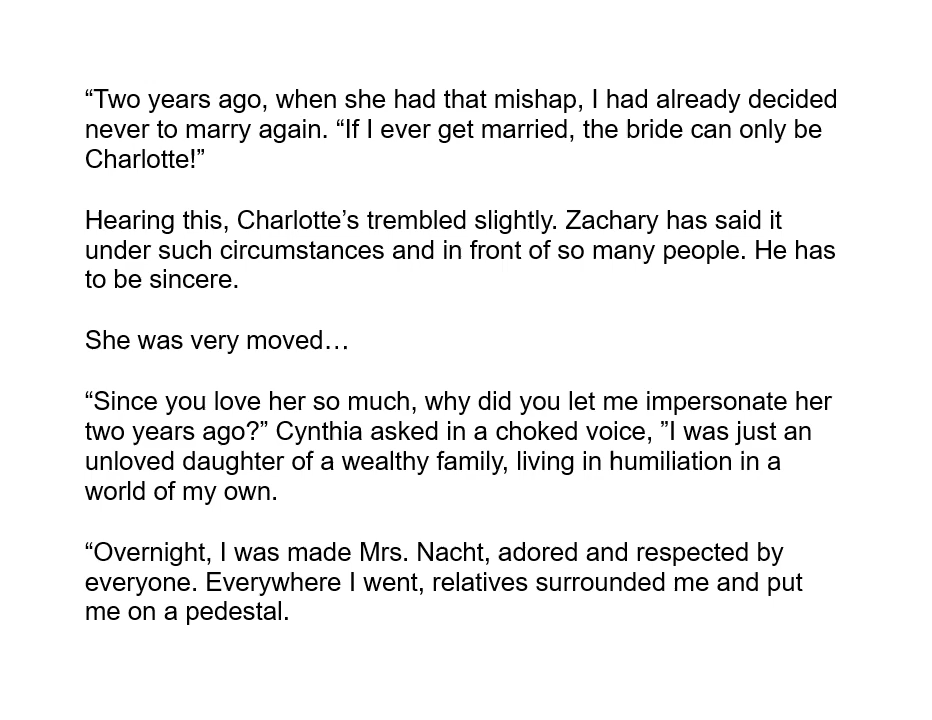 “Two years ago, when she had that mishap, I had already decided
never to marry again. “If I ever get married, the bride can only be
Charlotte!”
Hearing this, Charlotte’s trembled slightly. Zachary has said it
under such circumstances and in front of so many people. He has
to be sincere.
She was very moved…
“Since you love her so much, why did you let me impersonate her
two years ago?” Cynthia asked in a choked voice, ”I was just an
unloved daughter of a wealthy family, living in humiliation in a
world of my own.
“Overnight, I was made Mrs. Nacht, adored and respected by
everyone. Everywhere I went, relatives surrounded me and put
me on a pedestal.